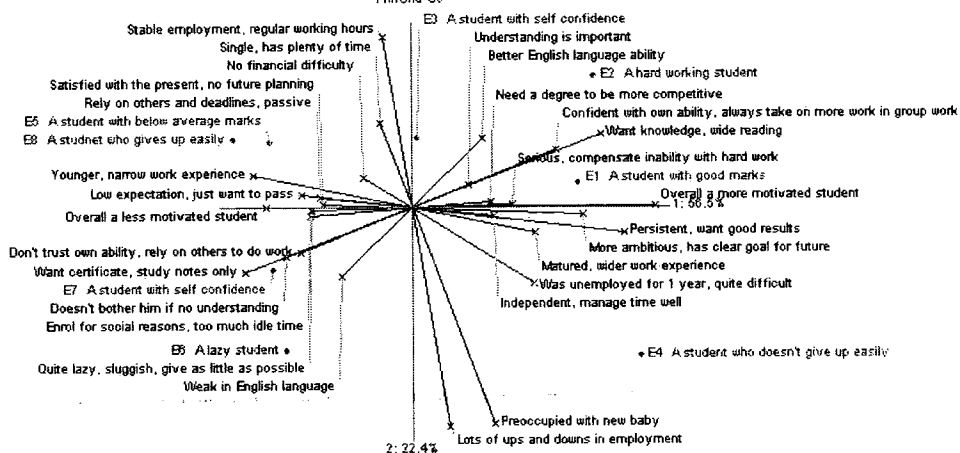 E3 A student with self confidence
Stable employment, regular working hours
Understanding is important
Single, has plenty of time
Better English language ability
No financial difficulty
E2 A hard working student
Satisfied with the present, no future planning
Need a degree to be more competitive
Rely on others and deadlines, passive
Confident with own ability, always take on more work in group work
E5 A student with below average marks
Want knowledge, wide reading
E8 A studnet who gives up easily
Serious, compensate inability with hard work
Younger, narrow work experience
E1 A student with good marks
Low expectation, just want to pass
Overall a more motivated student
1: 56.5%
Overall a less motivated student
Persistent, want good results
More ambitious, has clear goal for future
Don't trust own ability, rely on others to do work
Matured, wider work experience
Want certificate, study notes only
Was unemployed for 1 year, quite difficult
E7 A student with self confidence
Independent, manage time well
Doesn't bother him if no understanding
Enrol for social reasons, too much idle time
E6 A lazy student
E4 A student who doesn't give up easily
Quite lazy, sluggish, give as little as possible
Weak in English language
Preoccupied with new baby
Lots of ups and downs in employment
2: 22.4%